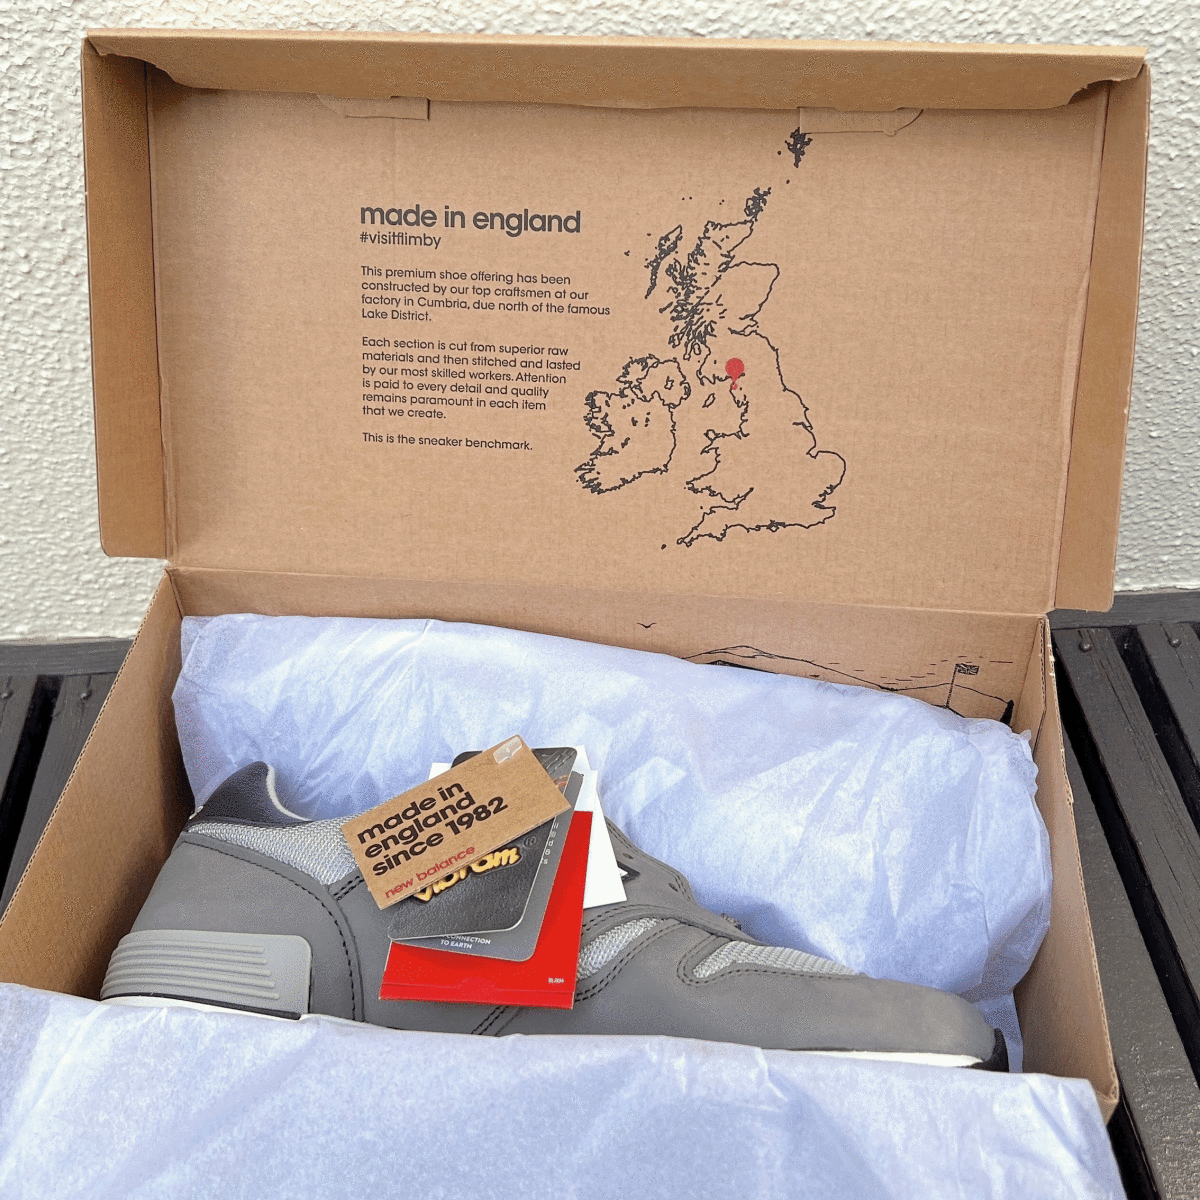 made in england
#visitflimby
This premium shoe offering has been
constructed by our top craftsmen at our
factory in Cumbria, due north of the famous
Lake District.
Each section is cut from superior raw
materials and then stitched and lasted
by our most skilled workers. Attention
is paid to every detail and quality
remains paramount in each item
that we create.
This is the sneaker benchmark.
made in
england
since 1982
new balance
vibram®
CONNECTION
TO EARTH